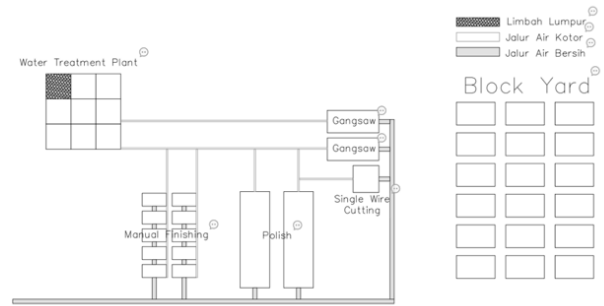 Limbah Lumpur
Jalur Air Kotor
Jalur Air Bersih
Water Treatment Plant
Block Yard
Gangsaw
Gangsaw
Single Wire
Cutting
Manual Finishing
Polish